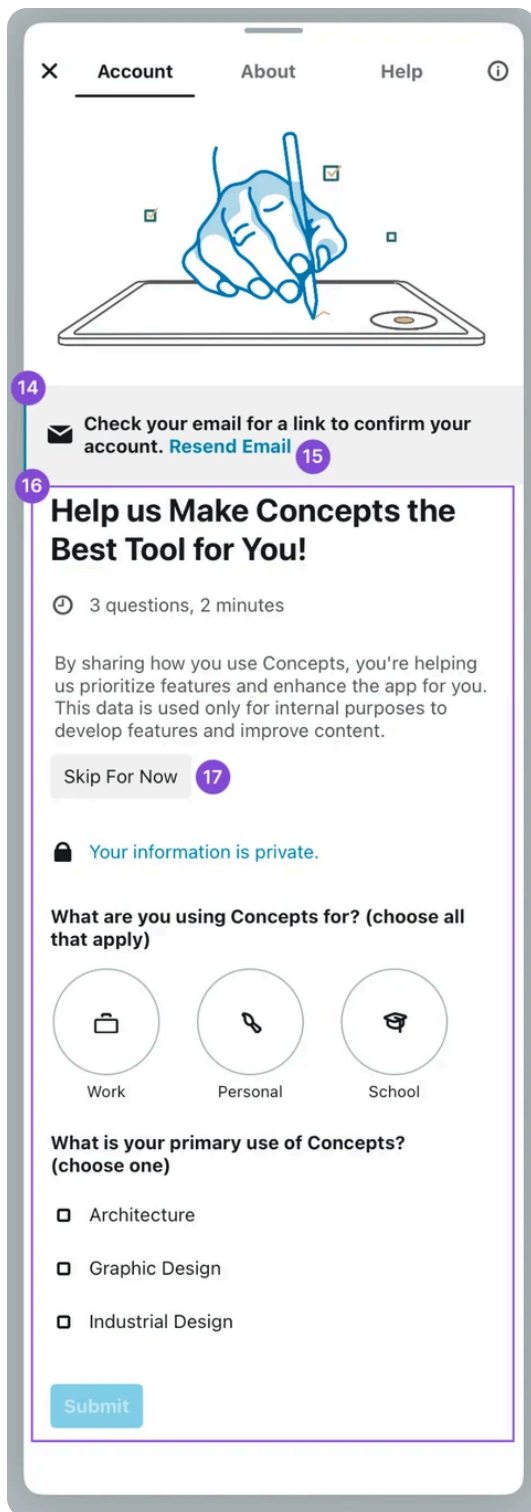 Account About Help
14
Check your email for a link to confirm your
account. Resend Email
15
16
Help us Make Concepts the
Best Tool for You!
3 questions, 2 minutes
By sharing how you use Concepts, you're helping
us prioritize features and enhance the app for you.
This data is used only for internal purposes to
develop features and improve content.
Skip For Now 17
Your information is private.
What are you using Concepts for? (choose all
that apply)
Work Personal School
What is your primary use of Concepts?
(choose one)
Architecture
Graphic Design
Industrial Design
Submit